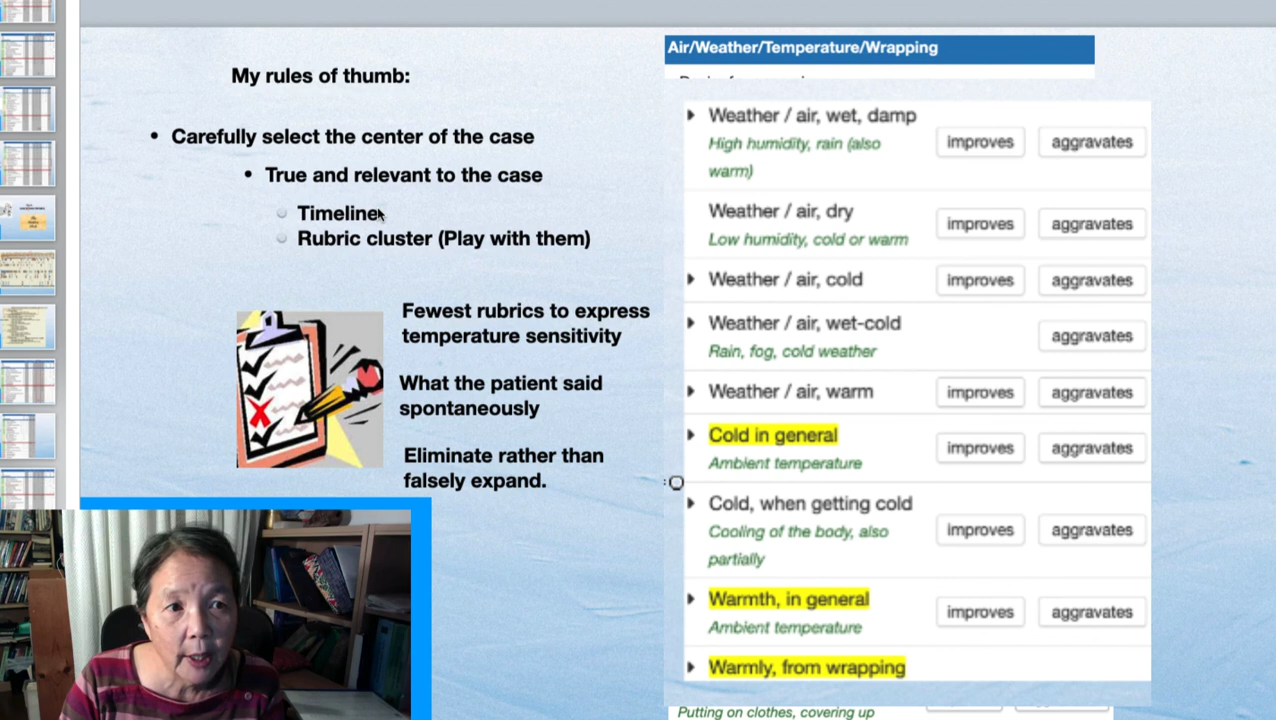 My rules of thumb:
• Carefully select the center of the case
• True and relevant to the case
Timeline
Rubric cluster (Play with them)
Fewest rubrics to express
temperature sensitivity
What the patient said
spontaneously
Eliminate rather than
falsely expand.
Air/Weather/Temperature/Wrapping
Weather / air, wet, damp
High humidity, rain (also
warm)
improves aggravates
Weather / air, dry
Low humidity, cold or warm
improves aggravates
Weather / air, cold improves aggravates
Weather / air, wet-cold
Rain, fog, cold weather
aggravates
Weather / air, warm improves aggravates
Cold in general
Ambient temperature
improves aggravates
Cold, when getting cold
Cooling of the body, also
partially
improves aggravates
Warmth, in general
Ambient temperature
improves aggravates
Warmly, from wrapping
Putting on clothes, covering up